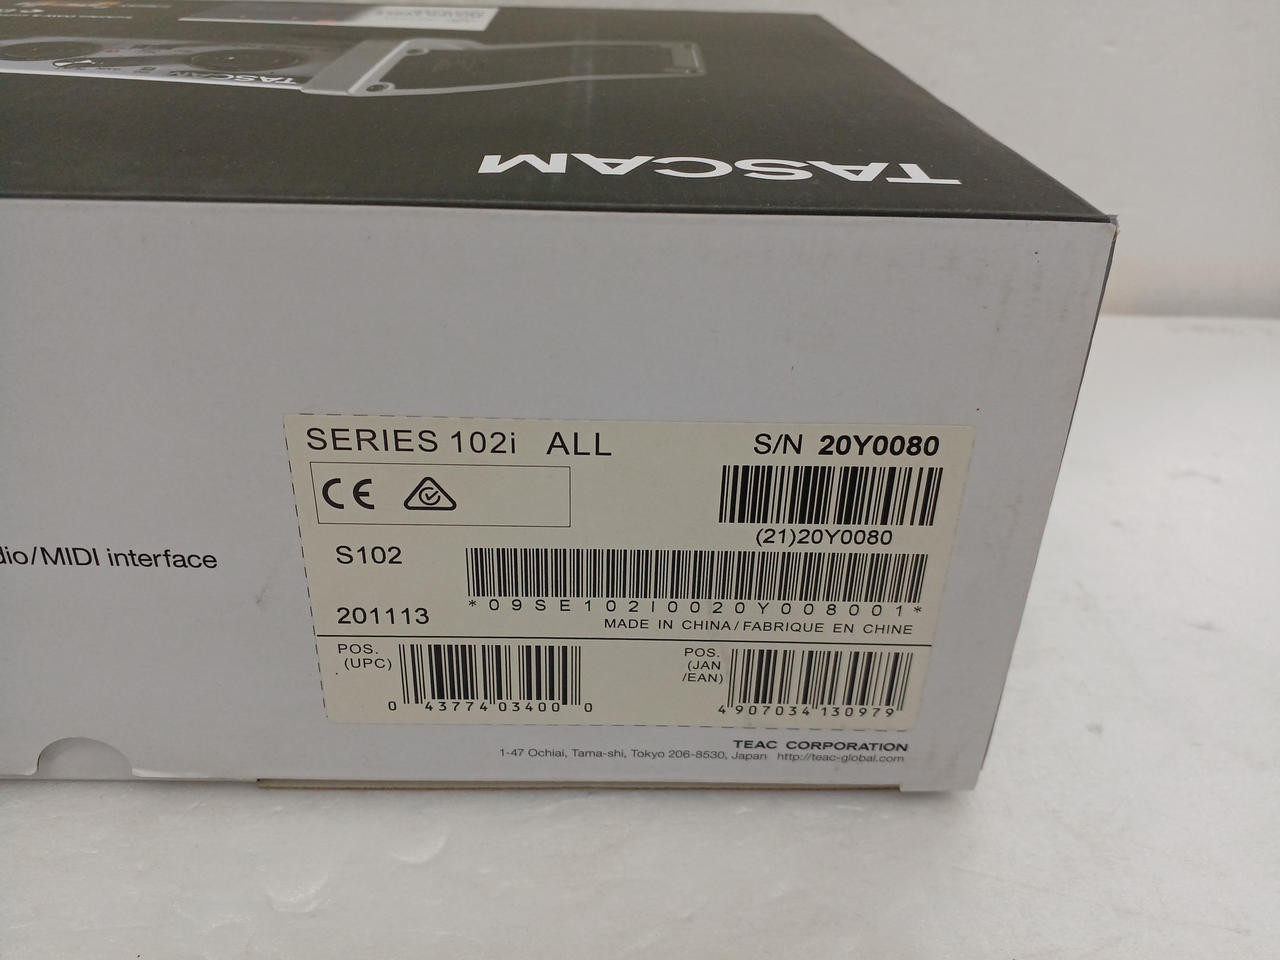 TASCAM
TASCAM
SERIES 102i ALL
S/N 20Y0080
(21)20Y0080
S102
*09SE102I0020Y008001*
201113
MADE IN CHINA/FABRIQUE EN CHINE
POS.
(UPC)
0 43774 03400 0
POS.
(JAN
/EAN)
4 907034 130979
dio/MIDI interface
TEAC CORPORATION
1-47 Ochiai, Tama-shi, Tokyo 206-8530, Japan http://teac-global.com